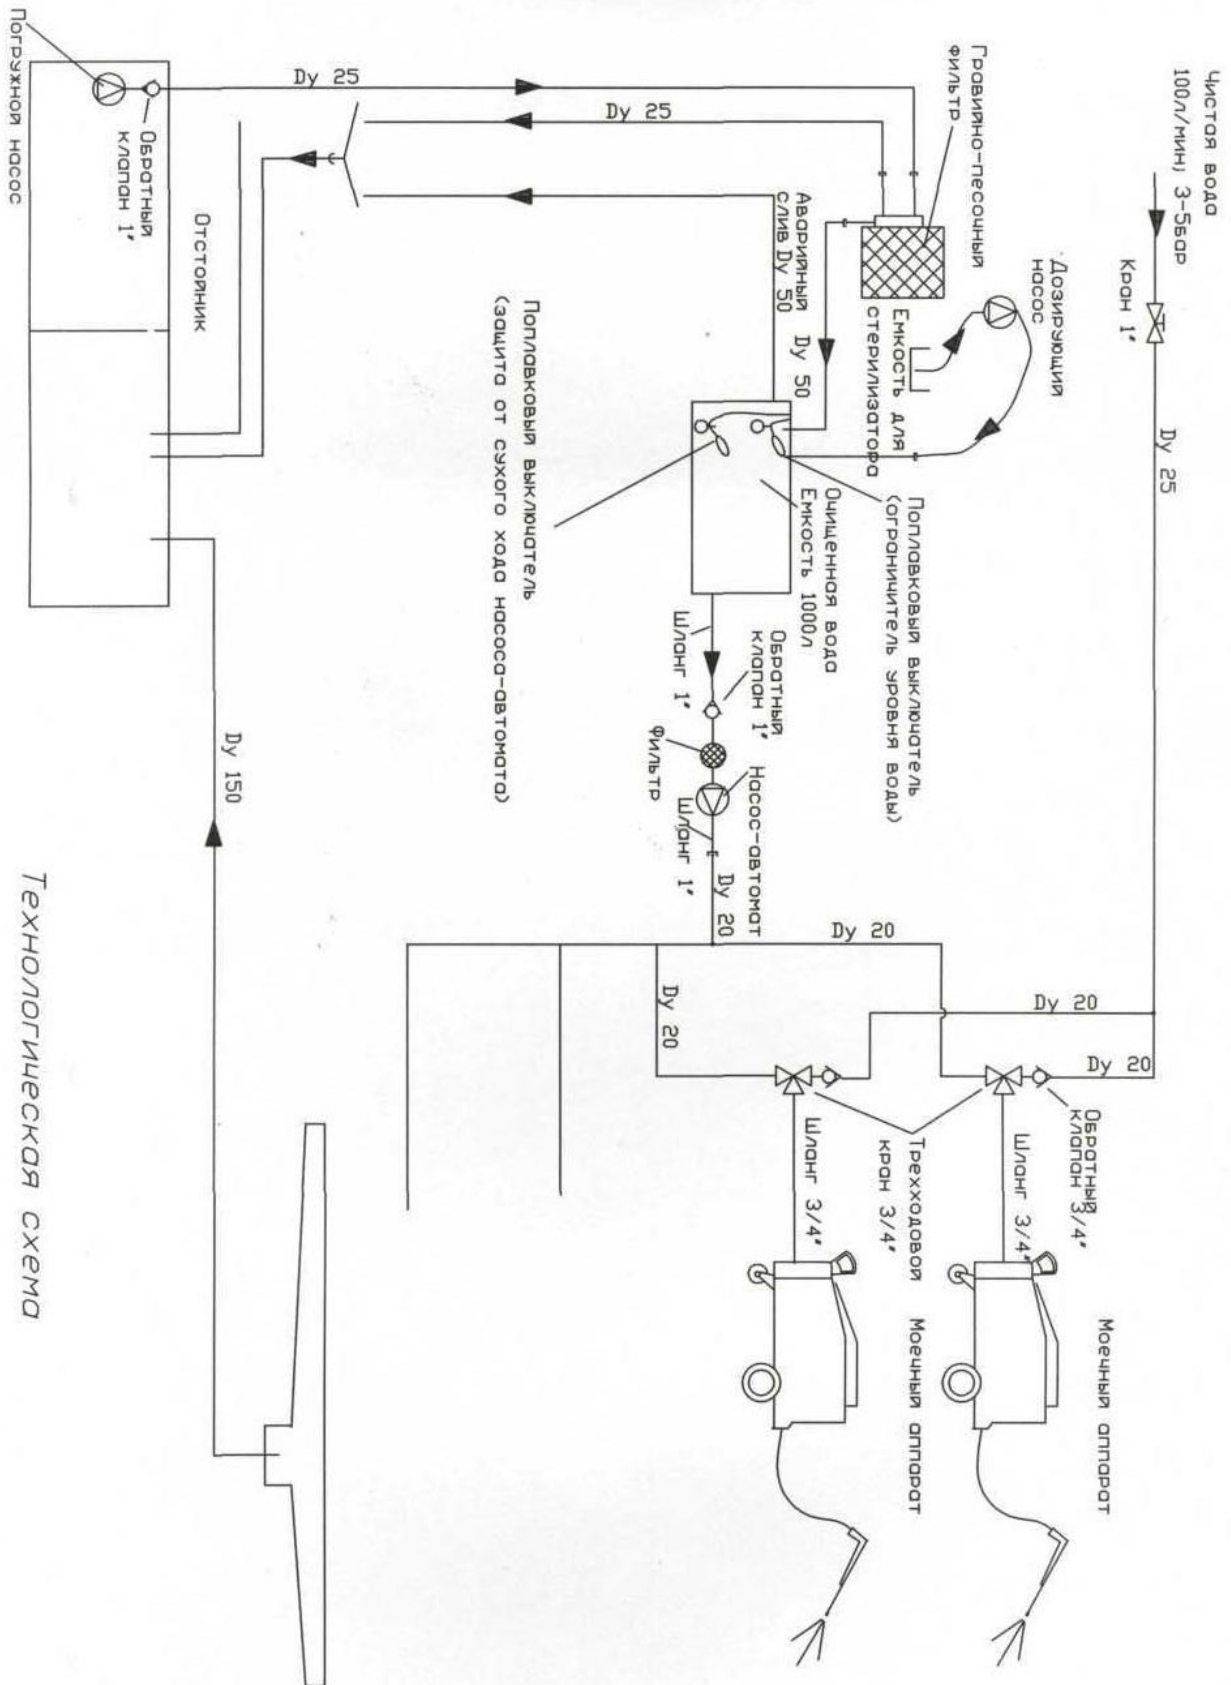 Чистая вода
100л/мин; 3-5бар
Кран 1"
Dy 25
Dy 20
Dy 20
Обратный
клапан 3/4"
Шланг 3/4"
Моечный аппарат
Трехходовой
кран 3/4"
Шланг 3/4"
Моечный аппарат
Дозирующий
насос
Гравийно-песочный
фильтр
Емкость для
стерилизатора
Поплавковый выключатель
(ограничитель уровня воды)
Очищенная вода
Емкость 1000л
Аварийный
слив Dy 50
Dy 50
Обратный
клапан 1"
Насос-автомат
Шланг 1"
Фильтр
Шланг 1"
Dy 20
Dy 20
Dy 20
Dy 25
Dy 25
Поплавковый выключатель
(защита от сухого хода насоса-автомата)
Отстойник
Обратный
клапан 1"
Погружной насос
Dy 150
Технологическая схема